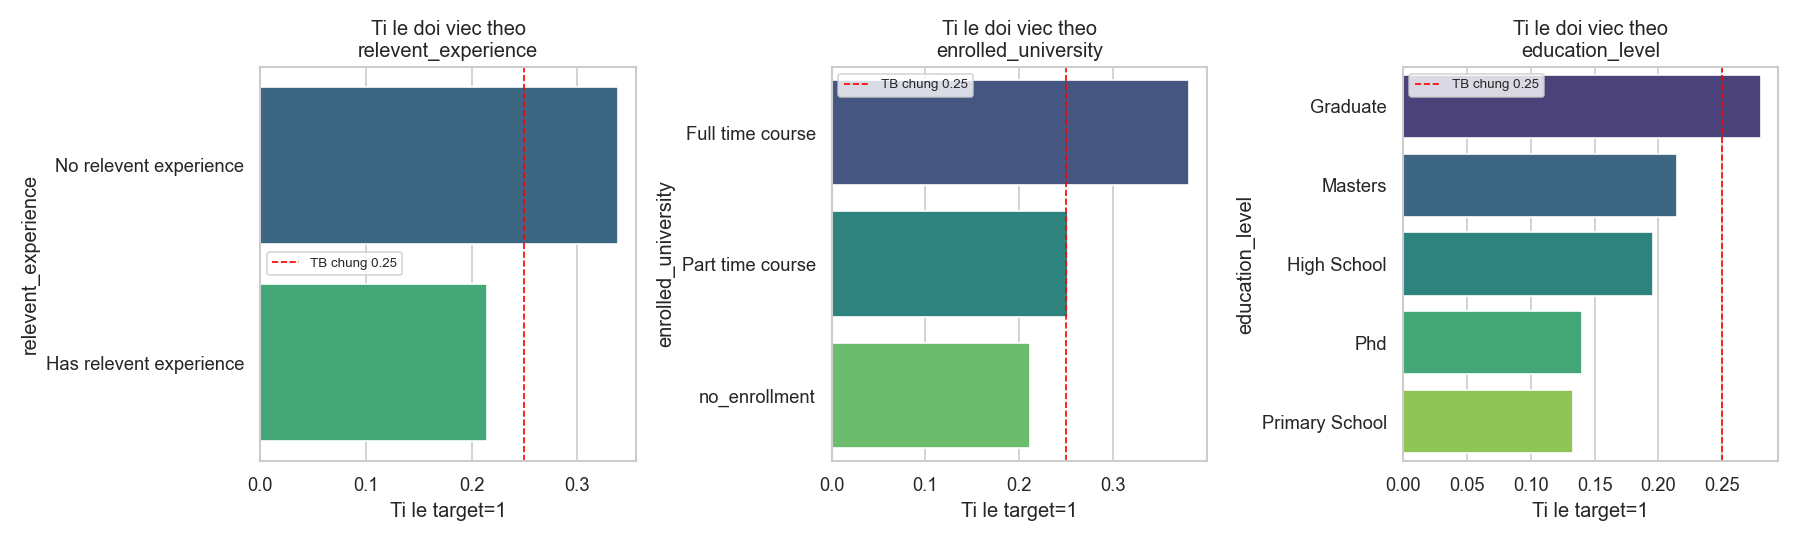 Ti le doi viec theo
relevent_experience
relevent_experience
No relevent experience
Has relevent experience
TB chung 0.25
0.0 0.1 0.2 0.3
Ti le target=1
Ti le doi viec theo
enrolled_university
enrolled_university
TB chung 0.25
Full time course
Part time course
no_enrollment
0.0 0.1 0.2 0.3
Ti le target=1
Ti le doi viec theo
education_level
education_level
TB chung 0.25
Graduate
Masters
High School
Phd
Primary School
0.00 0.05 0.10 0.15 0.20 0.25
Ti le target=1